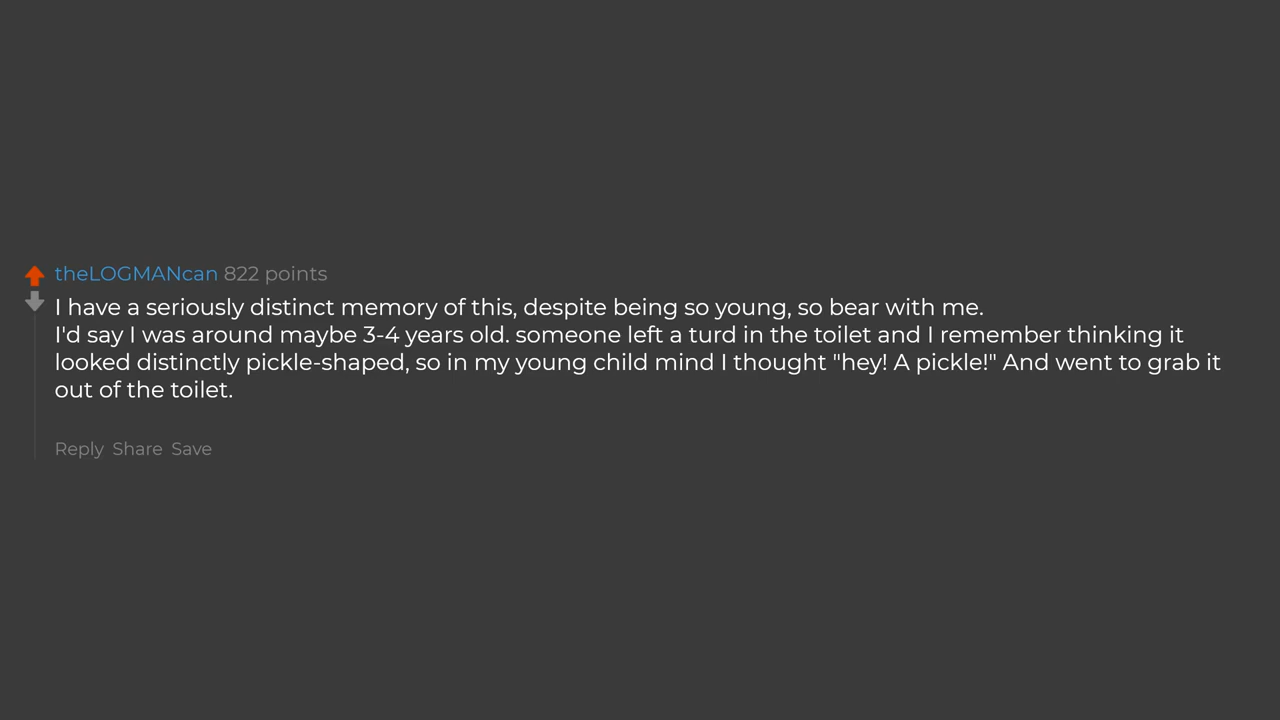 theLOGMANcan 822 points
I have a seriously distinct memory of this, despite being so young, so bear with me.
I'd say I was around maybe 3-4 years old. someone left a turd in the toilet and I remember thinking it
looked distinctly pickle-shaped, so in my young child mind I thought "hey! A pickle!" And went to grab it
out of the toilet.
Reply Share Save